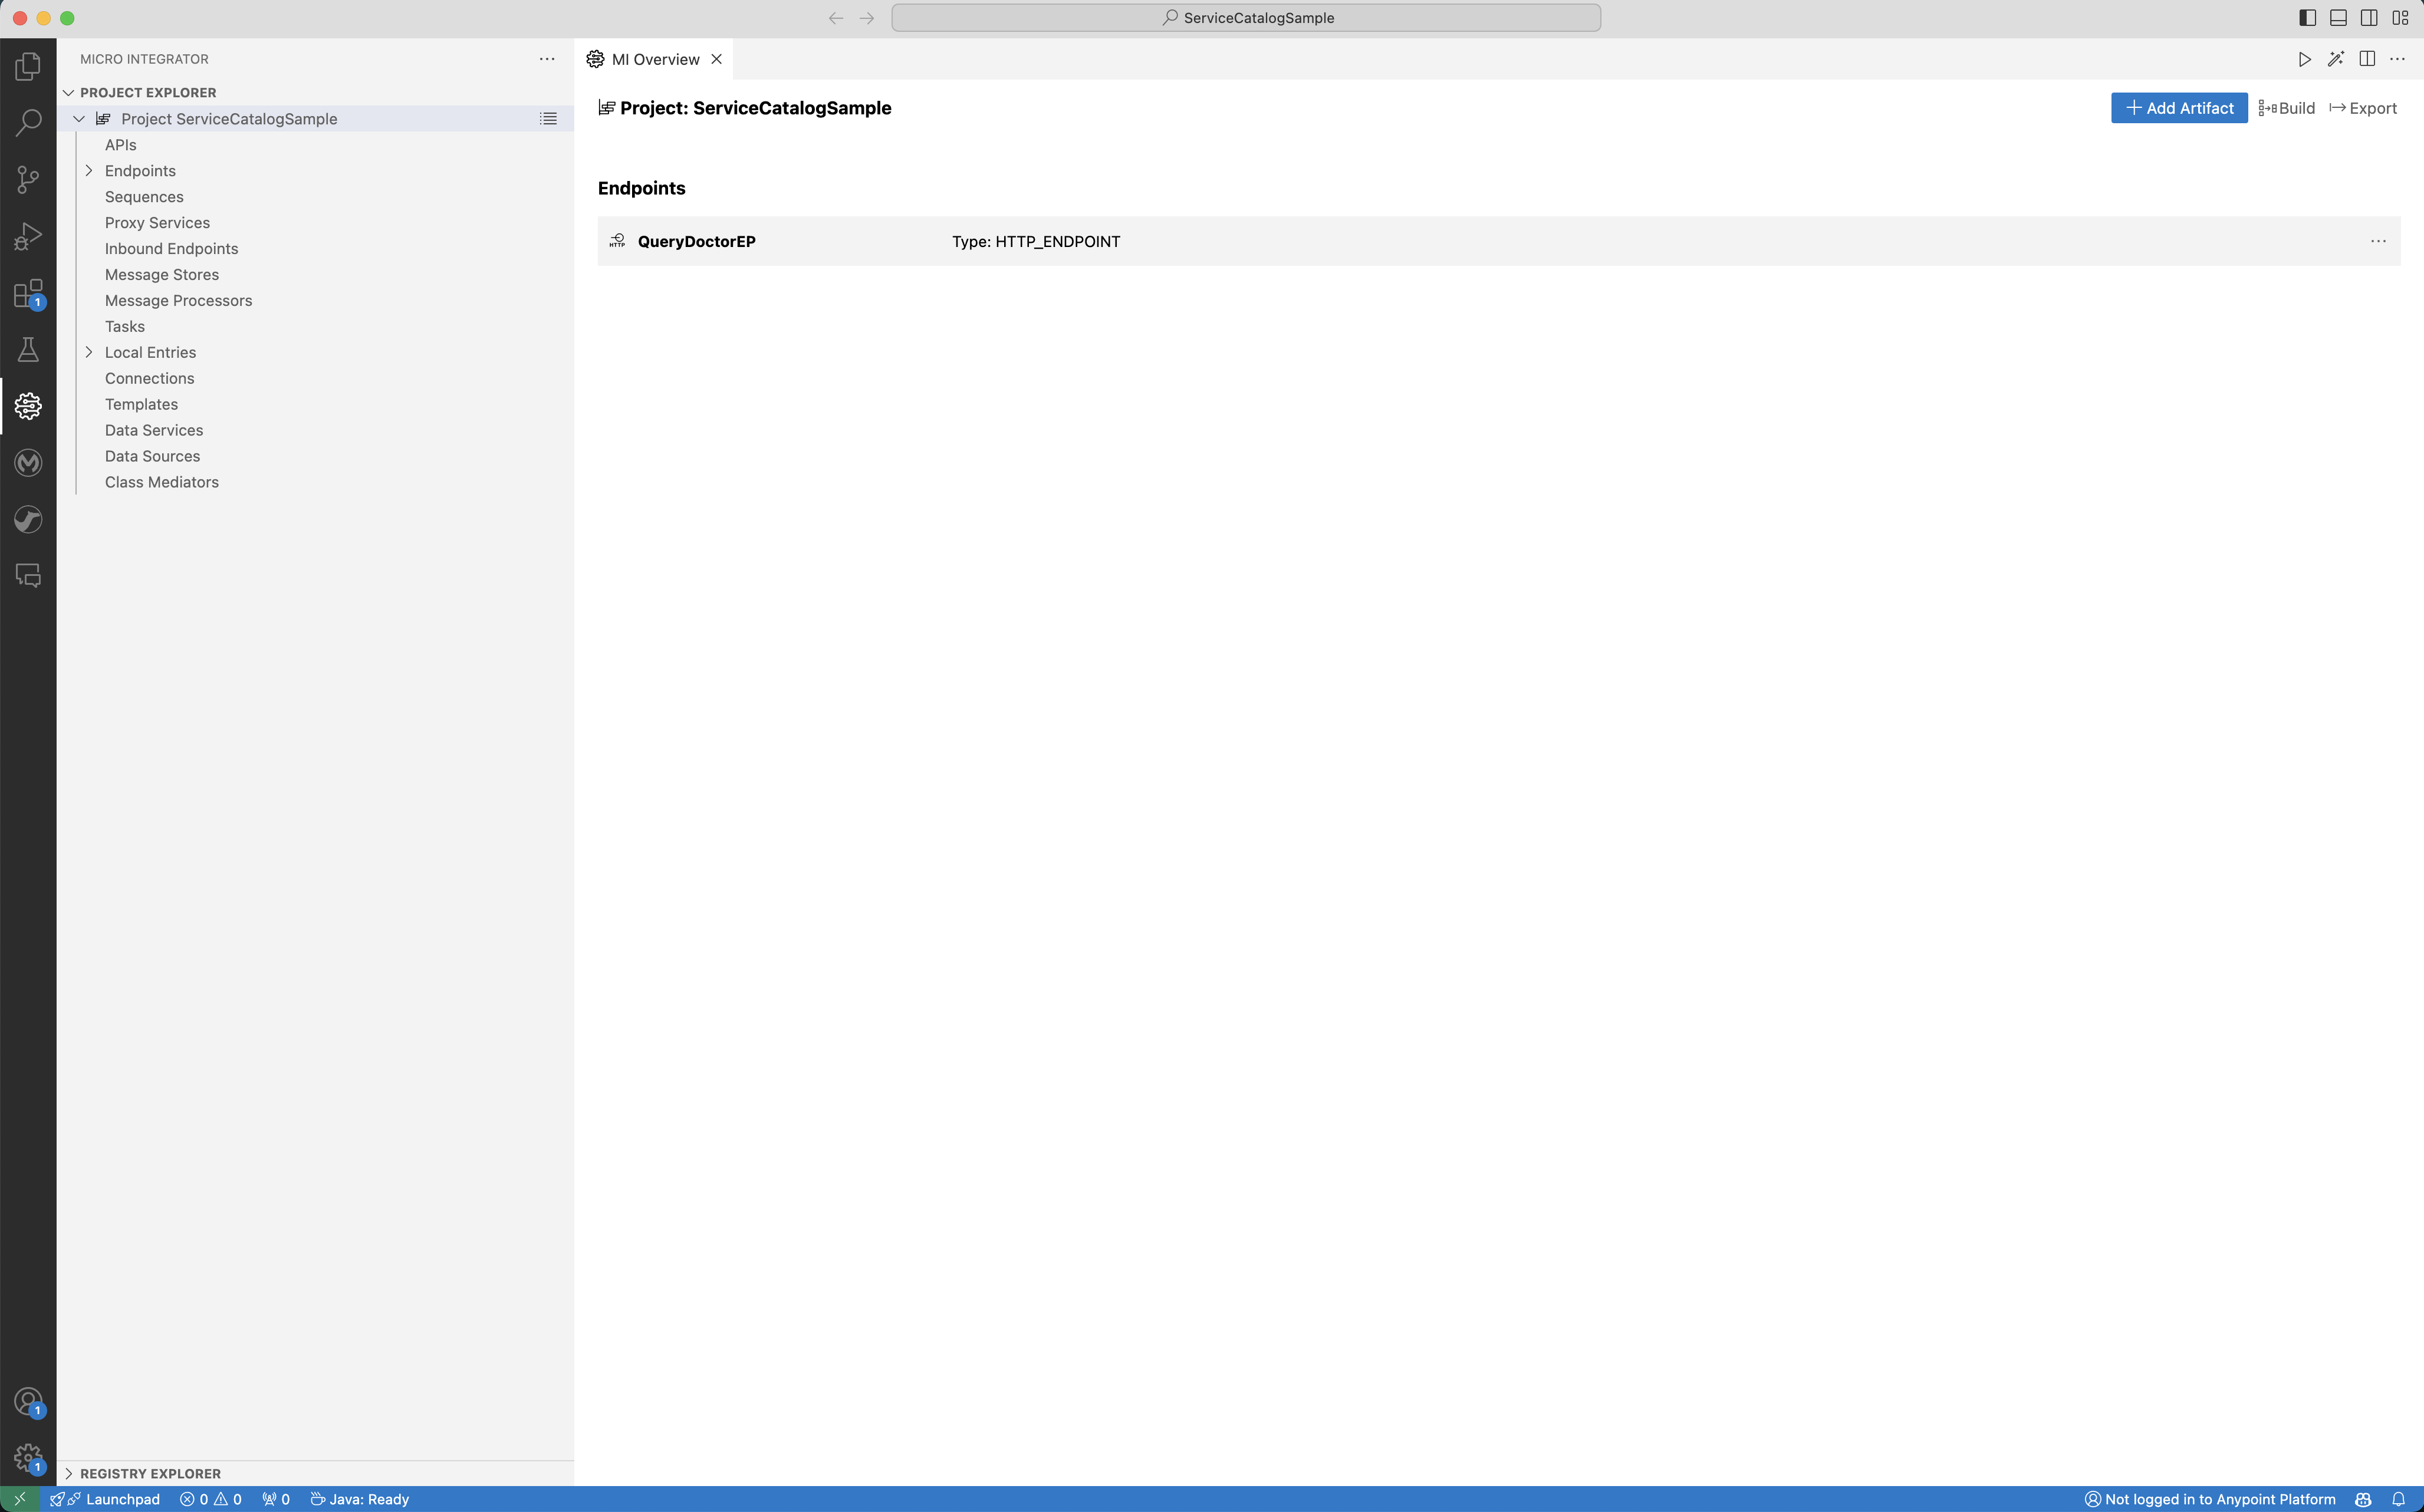 ServiceCatalogSample
MICRO INTEGRATOR
PROJECT EXPLORER
Project ServiceCatalogSample
APIs
Endpoints
Sequences
Proxy Services
Inbound Endpoints
Message Stores
Message Processors
Tasks
Local Entries
Connections
Templates
Data Services
Data Sources
Class Mediators
REGISTRY EXPLORER
1
1
1
MI Overview
Project: ServiceCatalogSample
Add Artifact
Build
Export
Endpoints
HTTP
QueryDoctorEP
Type: HTTP_ENDPOINT
Launchpad
0
0
0
Java: Ready
Not logged in to Anypoint Platform